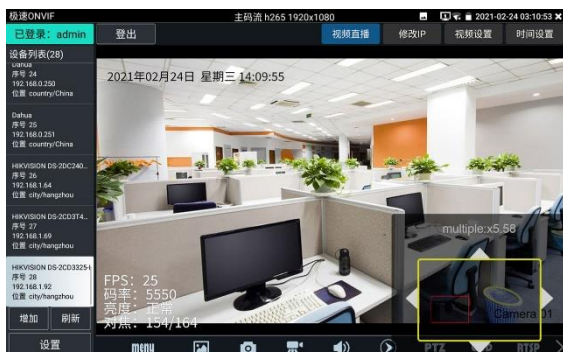 极速ONVIF
主码流 h265 1920x1080
2021-02-24 03:10:53
已登录: admin
登出
视频直播
修改IP
视频设置
时间设置
设备列表(28)
Dahua
序号 24
192.168.0.250
位置 country/China
Dahua
序号 25
192.168.0.251
位置 country/China
HIKVISION DS-2DC240..
序号 26
192.168.1.64
位置 city/hangzhou
HIKVISION DS-2CD3T4..
序号 27
192.168.1.69
位置 city/hangzhou
HIKVISION DS-2CD3325-I
序号 28
192.168.1.92
位置 city/hangzhou
增加
刷新
设置
2021年02月24日 星期三 14:09:55
multiple:x5.58
FPS: 25
码率: 5550
亮度: 正常
对焦: 154/164
Camera 01
menu
PTZ
RTSP